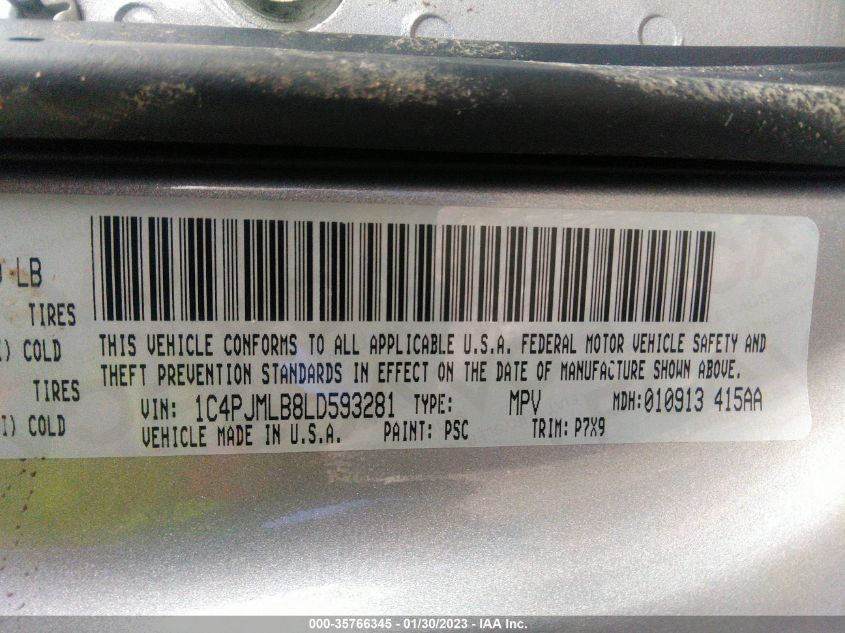 LB
TIRES
) COLD
TIRES
I) COLD
THIS VEHICLE CONFORMS TO ALL APPLICABLE U.S.A. FEDERAL MOTOR VEHICLE SAFETY AND
THEFT PREVENTION STANDARDS IN EFFECT ON THE DATE OF MANUFACTURE SHOWN ABOVE.
VIN: 1C4PJMLB8LD593281 TYPE: MPV MDH:010913 415AA
VEHICLE MADE IN U.S.A. PAINT: PSC TRIM: P7X9
000-35766345 - 01/30/2023 - IAA Inc.